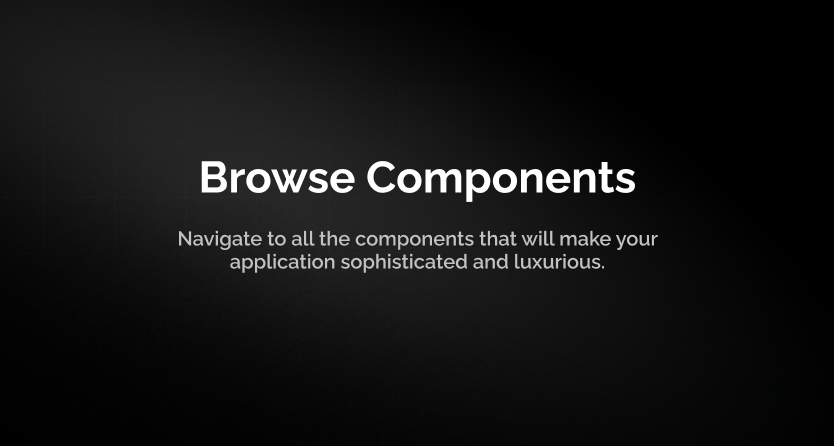 Browse Components
Navigate to all the components that will make your
application sophisticated and luxurious.